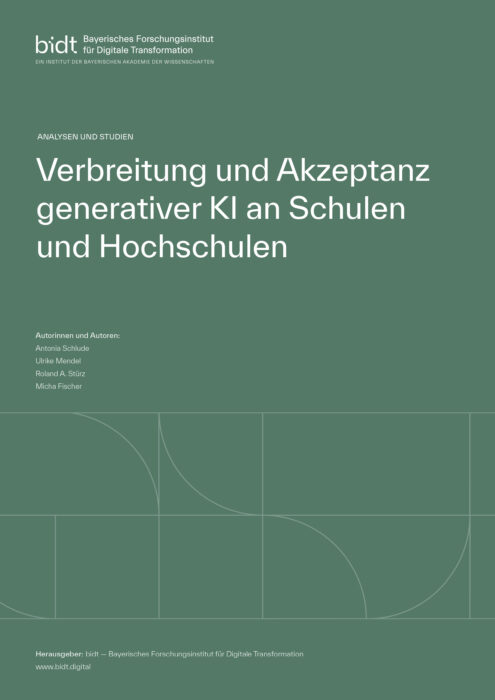 bidt Bayerisches Forschungsinstitut
für Digitale Transformation
EIN INSTITUT DER BAYERISCHEN AKADEMIE DER WISSENSCHAFTEN
ANALYSEN UND STUDIEN
Verbreitung und Akzeptanz
generativer KI an Schulen
und Hochschulen
Autorinnen und Autoren:
Antonia Schlude
Ulrike Mendel
Roland A. Stürz
Micha Fischer
Herausgeber: bidt — Bayerisches Forschungsinstitut für Digitale Transformation
www.bidt.digital